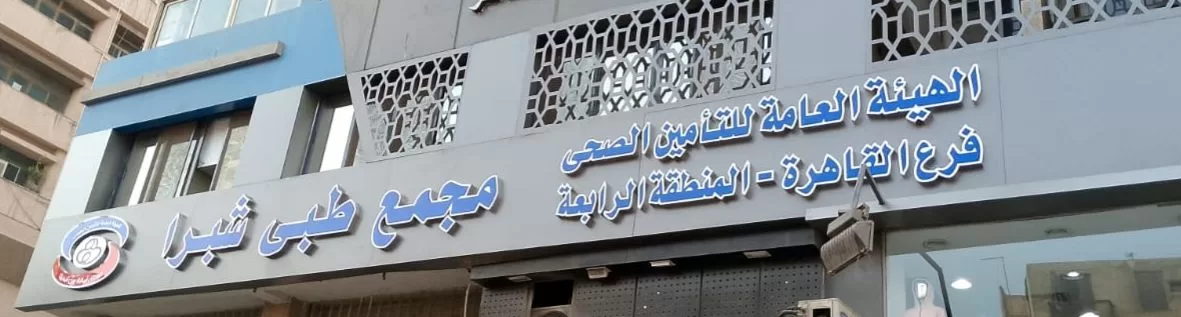 الهيئة العامة للتأمين الصحى
فرع القاهرة - المنطقة الرابعة
مجمع طبى شبرا